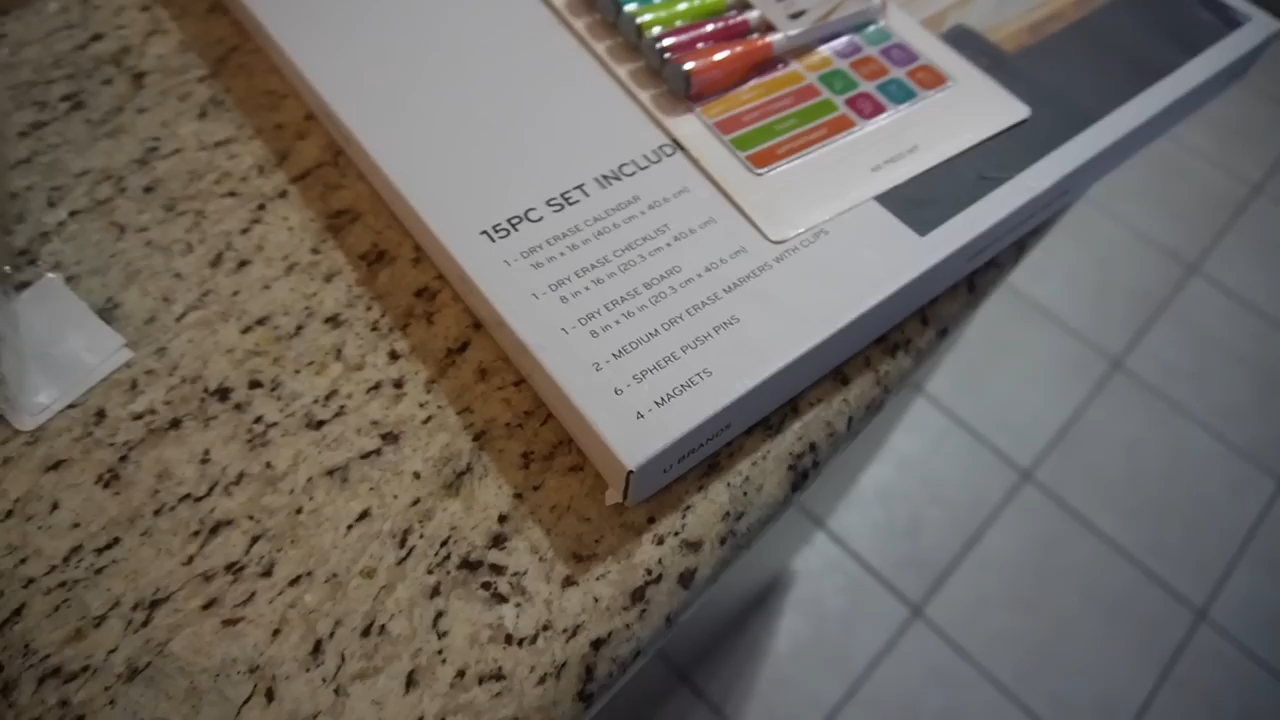 15PC SET INCLUD
1 - DRY ERASE CALENDAR
16 in x 16 in (40.6 cm x 40.6 cm)
1 - DRY ERASE CHECKLIST
8 in x 16 in (20.3 cm x 40.6 cm)
1 - DRY ERASE BOARD
8 in x 16 in (20.3 cm x 40.6 cm)
2 - MEDIUM DRY ERASE MARKERS WITH CLIPS
6 - SPHERE PUSH PINS
4 - MAGNETS
U BRANDS